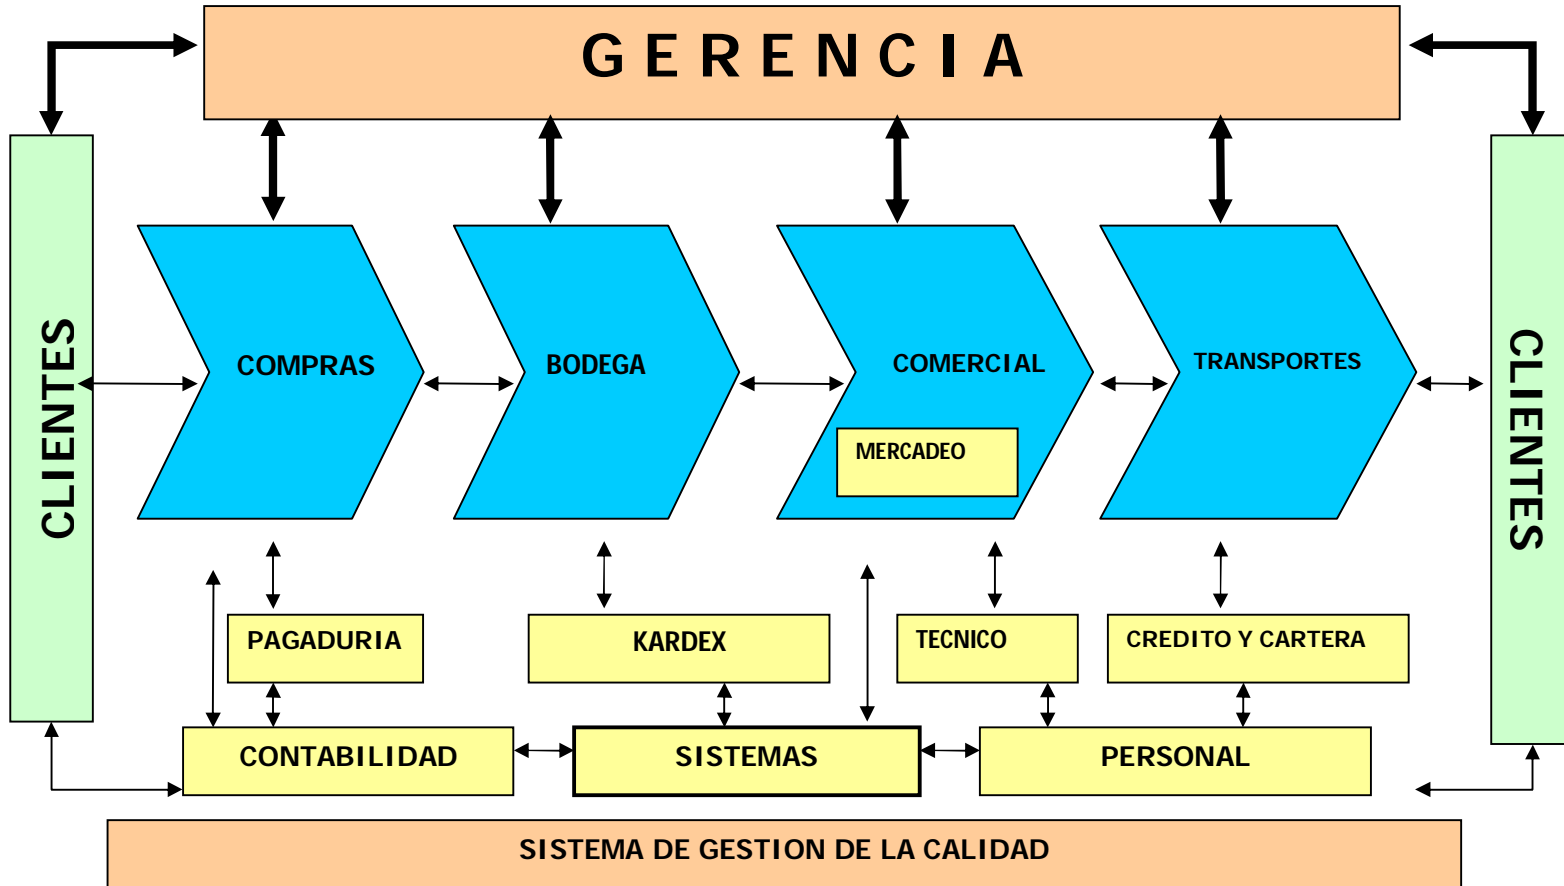 G E R E N C I A
CLIENTES
COMPRAS
BODEGA
COMERCIAL
TRANSPORTES
MERCADEO
CLIENTES
PAGADURIA
KARDEX
TECNICO
CREDITO Y CARTERA
CONTABILIDAD
SISTEMAS
PERSONAL
SISTEMA DE GESTION DE LA CALIDAD